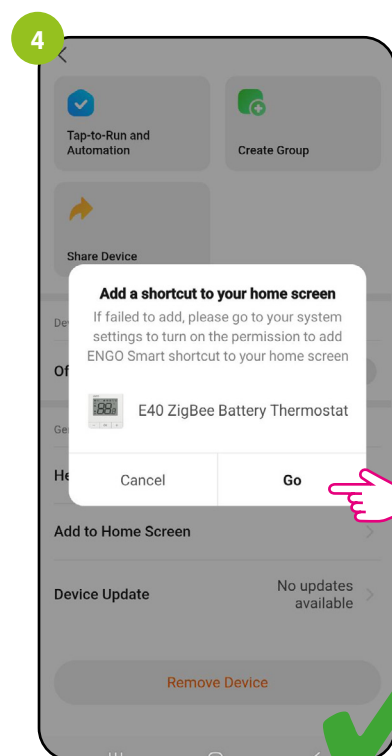 4
Tap-to-Run and
Automation
Create Group
Share Device
Add a shortcut to your home screen
If failed to add, please go to your system
settings to turn on the permission to add
ENGO Smart shortcut to your home screen
E40 ZigBee Battery Thermostat
Cancel
Go
Add to Home Screen
Device Update
No updates
available
Remove Device